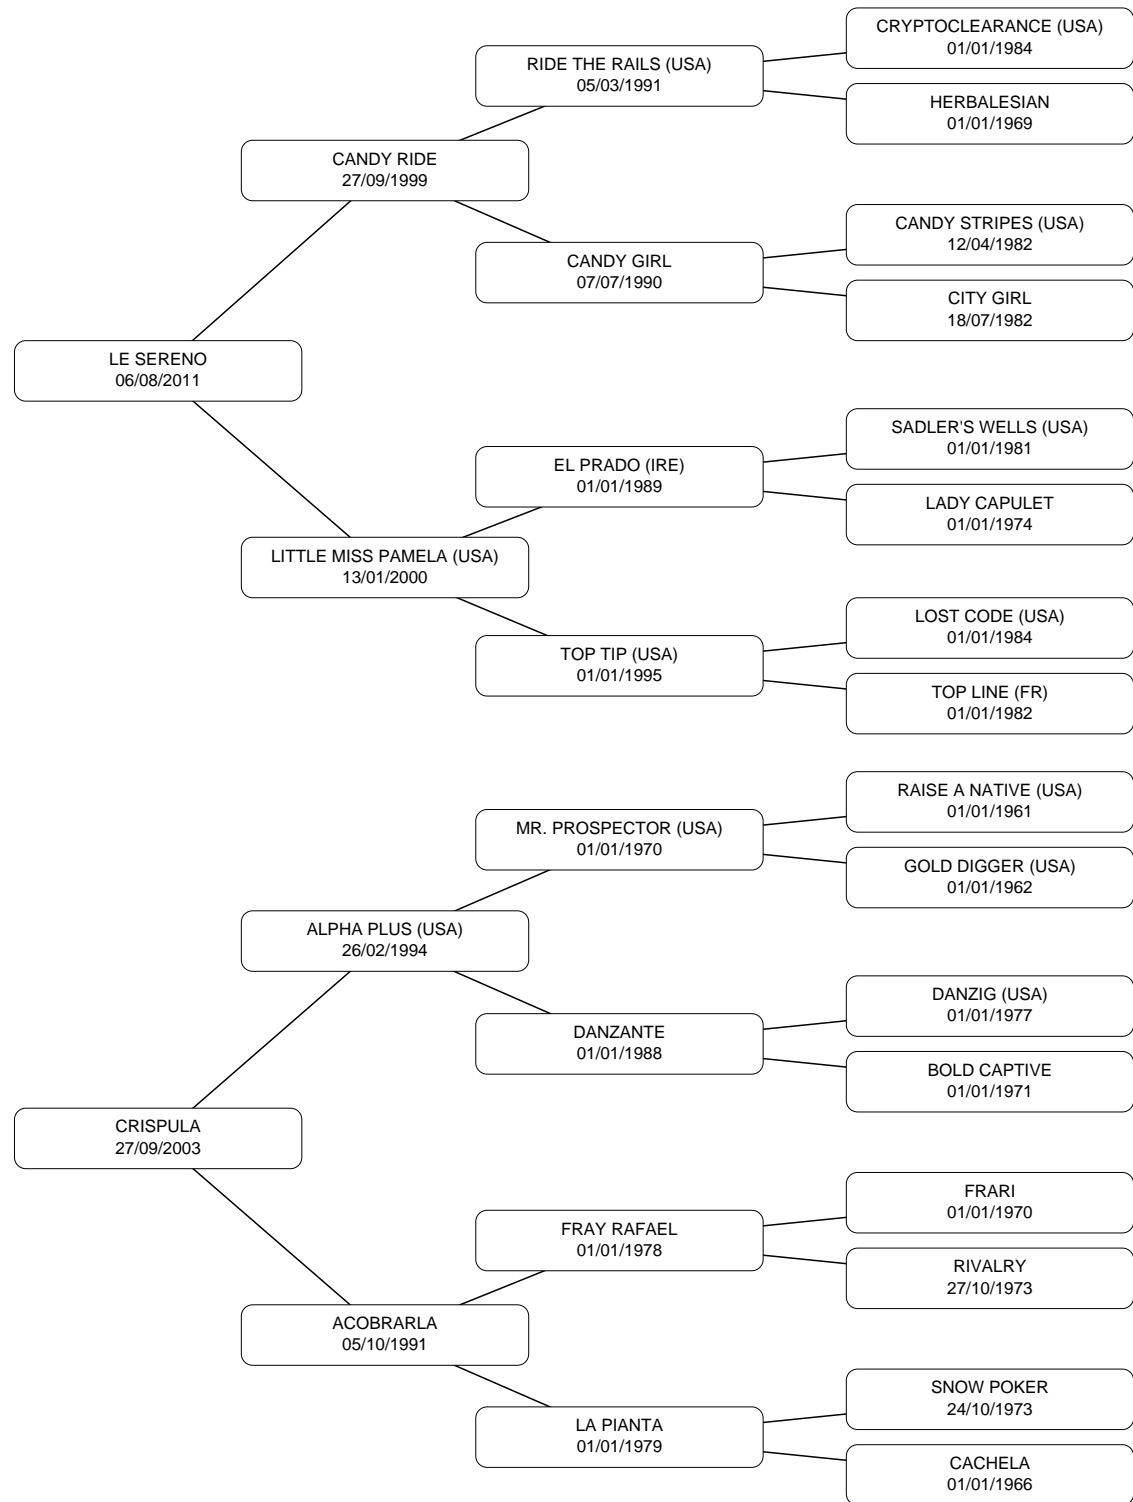 CRYPTOCLEARANCE (USA)
01/01/1984
RIDE THE RAILS (USA)
05/03/1991
HERBALESIAN
01/01/1969
CANDY RIDE
27/09/1999
CANDY STRIPES (USA)
12/04/1982
CANDY GIRL
07/07/1990
CITY GIRL
18/07/1982
LE SERENO
06/08/2011
SADLER'S WELLS (USA)
01/01/1981
EL PRADO (IRE)
01/01/1989
LADY CAPULET
01/01/1974
LITTLE MISS PAMELA (USA)
13/01/2000
LOST CODE (USA)
01/01/1984
TOP TIP (USA)
01/01/1995
TOP LINE (FR)
01/01/1982
RAISE A NATIVE (USA)
01/01/1961
MR. PROSPECTOR (USA)
01/01/1970
GOLD DIGGER (USA)
01/01/1962
ALPHA PLUS (USA)
26/02/1994
DANZIG (USA)
01/01/1977
DANZANTE
01/01/1988
BOLD CAPTIVE
01/01/1971
CRISPULA
27/09/2003
FRARI
01/01/1970
FRAY RAFAEL
01/01/1978
RIVALRY
27/10/1973
ACOBRARLA
05/10/1991
SNOW POKER
24/10/1973
LA PIANTA
01/01/1979
CACHELA
01/01/1966